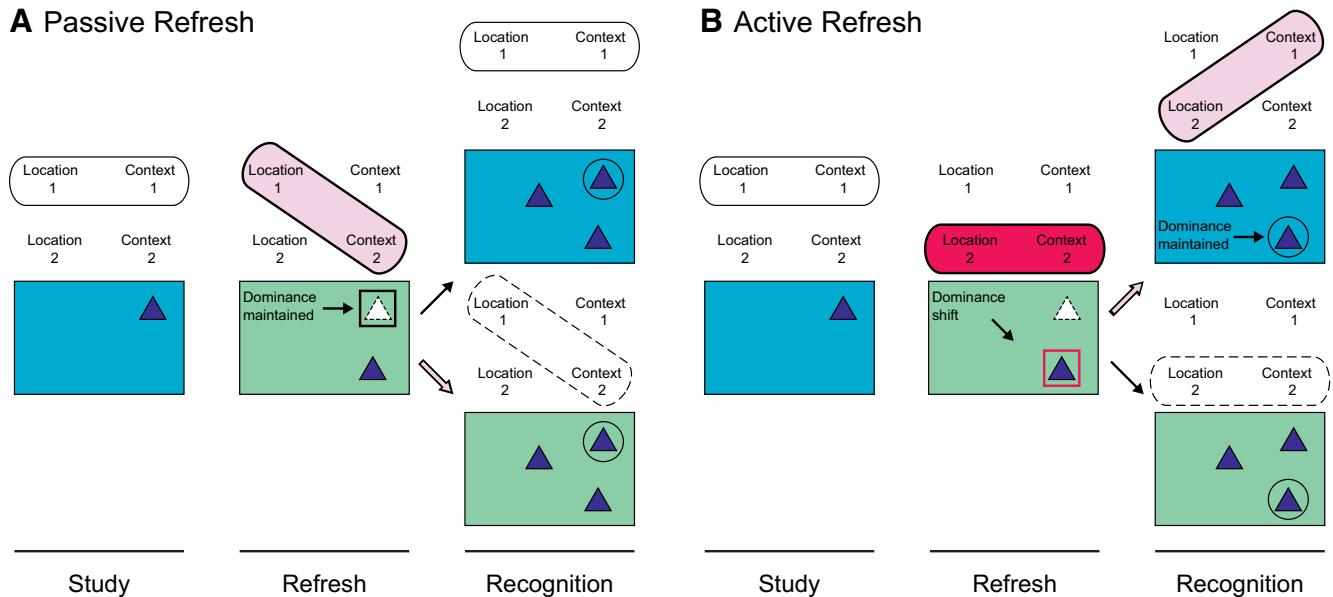 A Passive Refresh
Location Context
1 1
Location Context
2 2
Study
Location Context
1 1
Location Context
2 2
Dominance
maintained
Refresh
Location Context
1 1
Location Context
2 2
Location Context
1 1
Location Context
2 2
Recognition
B Active Refresh
Location Context
1 1
Location Context
2 2
Study
Location Context
1 1
Location Context
2 2
Dominance
shift
Refresh
Location Context
1 1
Location Context
2 2
Dominance
maintained
Location Context
1 1
Location Context
2 2
Recognition